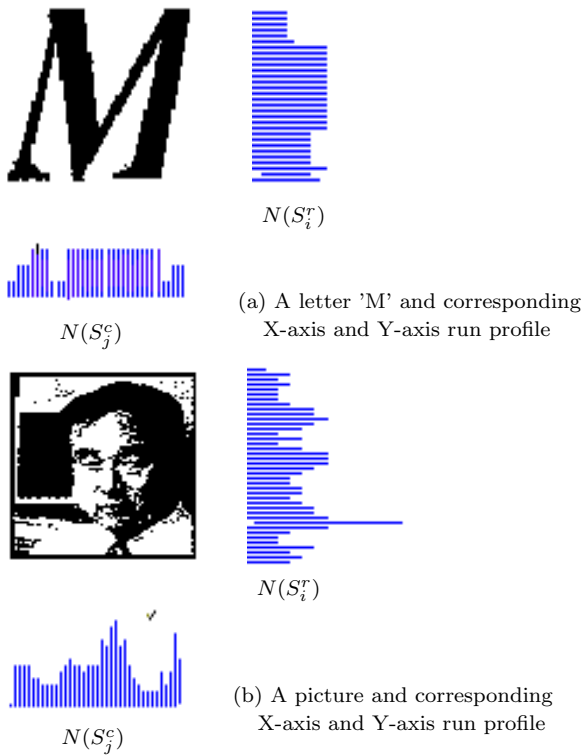 M
N(S_i^r)
N(S_j^c)
(a) A letter 'M' and corresponding
X-axis and Y-axis run profile
N(S_i^r)
N(S_j^c)
(b) A picture and corresponding
X-axis and Y-axis run profile